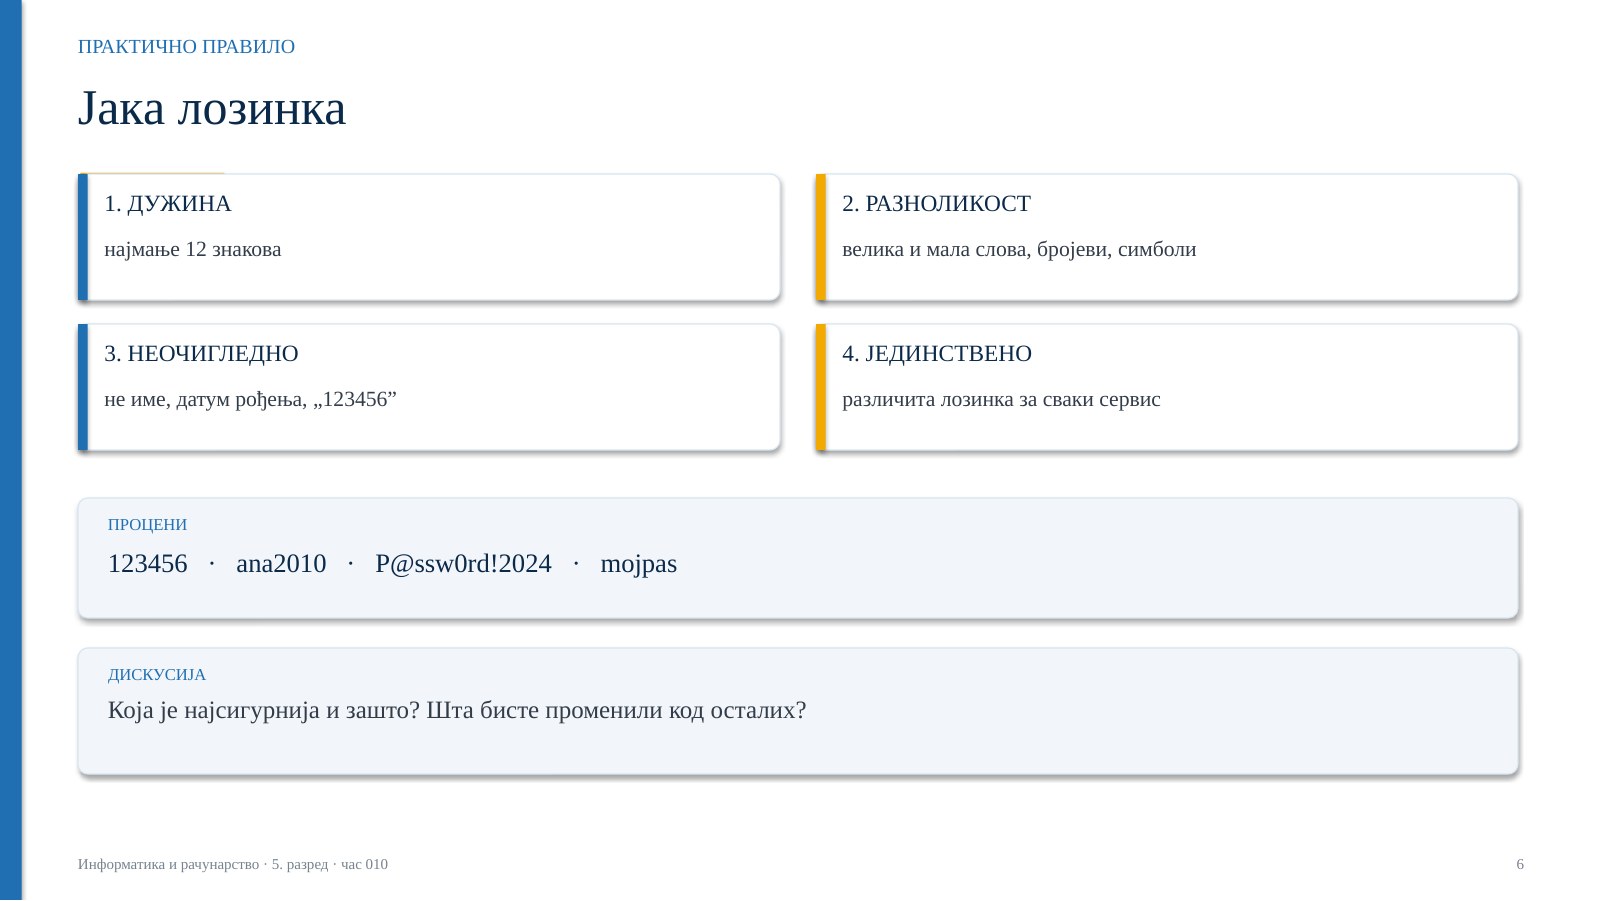 ПРАКТИЧНО ПРАВИЛО
Јака лозинка
1. ДУЖИНА
најмање 12 знакова
2. РАЗНОЛИКОСТ
велика и мала слова, бројеви, симболи
3. НЕОЧИГЛЕДНО
не име, датум рођења, „123456”
4. ЈЕДИНСТВЕНО
различита лозинка за сваки сервис
ПРОЦЕНИ
123456 · ana2010 · P@ssw0rd!2024 · mojpas
ДИСКУСИЈА
Која је најсигурнија и зашто? Шта бисте променили код осталих?
Информатика и рачунарство · 5. разред · час 010
6